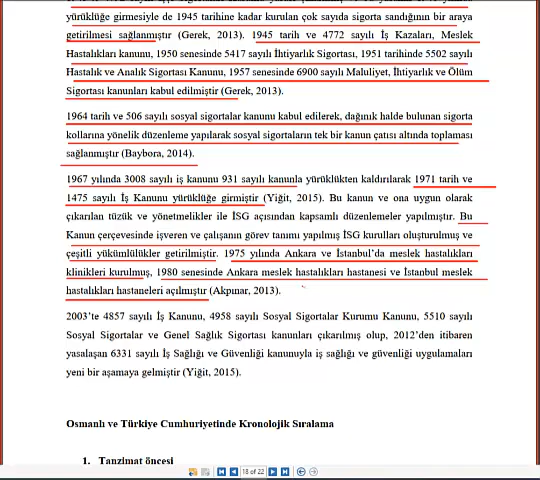 yürürlüğe girmesiyle de 1945 tarihine kadar kurulan çok sayıda sigorta sandığının bir araya
getirilmesi sağlanmıştır (Gerek, 2013). 1945 tarih ve 4772 sayılı İş Kazaları, Meslek
Hastalıkları kanunu, 1950 senesinde 5417 sayılı İhtiyarlık Sigortası, 1951 tarihinde 5502 sayılı
Hastalık ve Analık Sigortası Kanunu, 1957 senesinde 6900 sayılı Maluliyet, İhtiyarlık ve Ölüm
Sigortası kanunları kabul edilmiştir (Gerek, 2013).
1964 tarih ve 506 sayılı sosyal sigortalar kanunu kabul edilerek, dağınık halde bulunan sigorta
kollarına yönelik düzenleme yapılarak sosyal sigortaların tek bir kanun çatısı altında toplaması
sağlanmıştır (Baybora, 2014).
1967 yılında 3008 sayılı iş kanunu 931 sayılı kanunla yürürlükten kaldırılarak 1971 tarih ve
1475 sayılı İş Kanunu yürürlüğe girmiştir (Yiğit, 2015). Bu kanun ve ona uygun olarak
çıkarılan tüzük ve yönetmelikler ile İSG açısından kapsamlı düzenlemeler yapılmıştır. Bu
Kanun çerçevesinde işveren ve çalışanın görev tanımı yapılmış İSG kurulları oluşturulmuş ve
çeşitli yükümlülükler getirilmiştir. 1975 yılında Ankara ve İstanbul'da meslek hastalıkları
klinikleri kurulmuş, 1980 senesinde Ankara meslek hastalıkları hastanesi ve İstanbul meslek
hastalıkları hastaneleri açılmıştır (Akpınar, 2013).
2003'te 4857 sayılı İş Kanunu, 4958 sayılı Sosyal Sigortalar Kurumu Kanunu, 5510 sayılı
Sosyal Sigortalar ve Genel Sağlık Sigortası kanunları çıkarılmış olup, 2012'den itibaren
yasalaşan 6331 sayılı İş Sağlığı ve Güvenliği kanunuyla iş sağlığı ve güvenliği uygulamaları
yeni bir aşamaya gelmiştir (Yiğit, 2015).
Osmanlı ve Türkiye Cumhuriyetinde Kronolojik Sıralama
1. Tanzimat öncesi
18 of 22